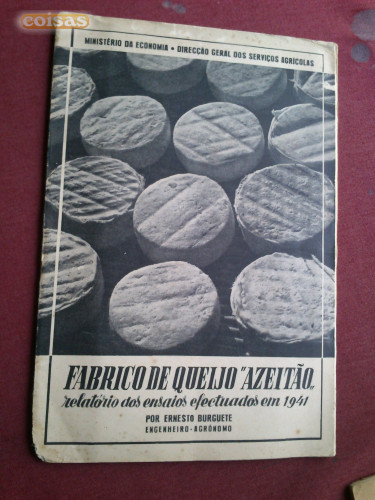 coisas
MINISTÉRIO DA ECONOMIA • DIRECÇÃO GERAL DOS SERVIÇOS AGRÍCOLAS
FABRICO DE QUEIJO "AZEITÃO„
relatório dos ensaios efectuados em 1941
POR ERNESTO BURGUETE
ENGENHEIRO-AGRÓNOMO